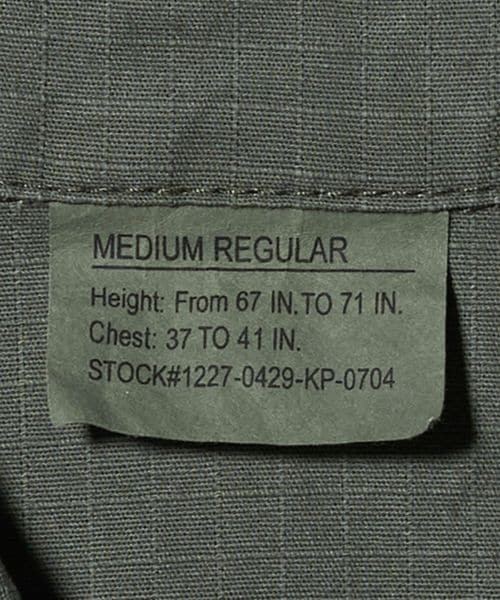 MEDIUM REGULAR
Height: From 67 IN. TO 71 IN.
Chest: 37 TO 41 IN.
STOCK#1227-0429-KP-0704